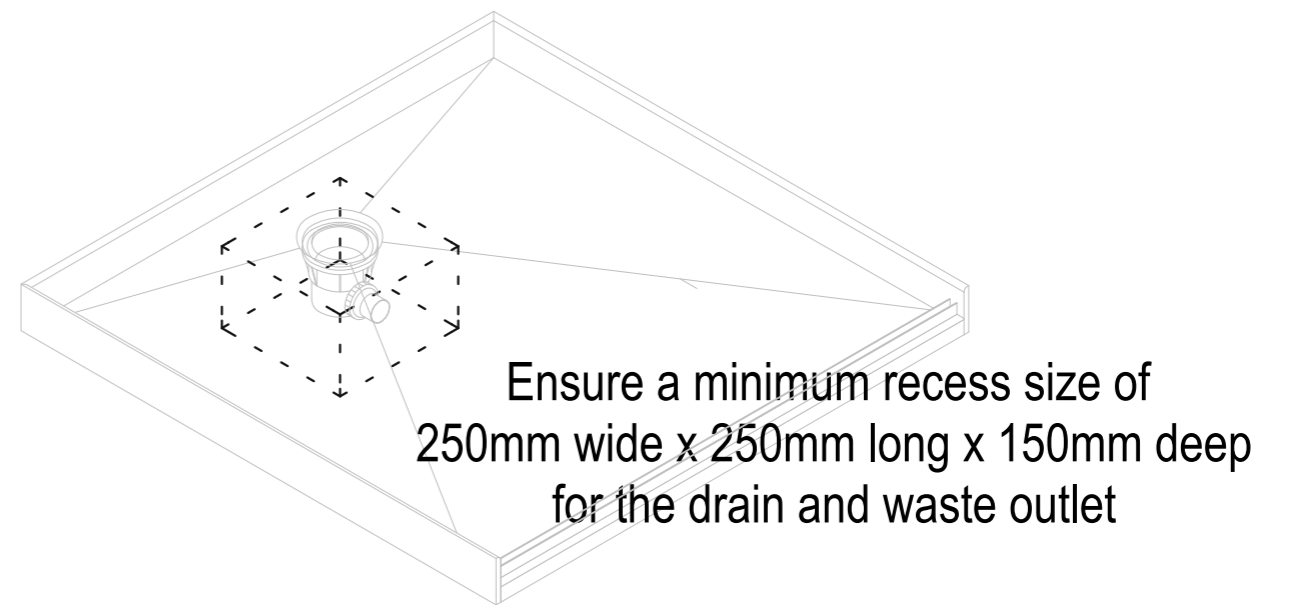 Ensure a minimum recess size of
250mm wide x 250mm long x 150mm deep
for the drain and waste outlet